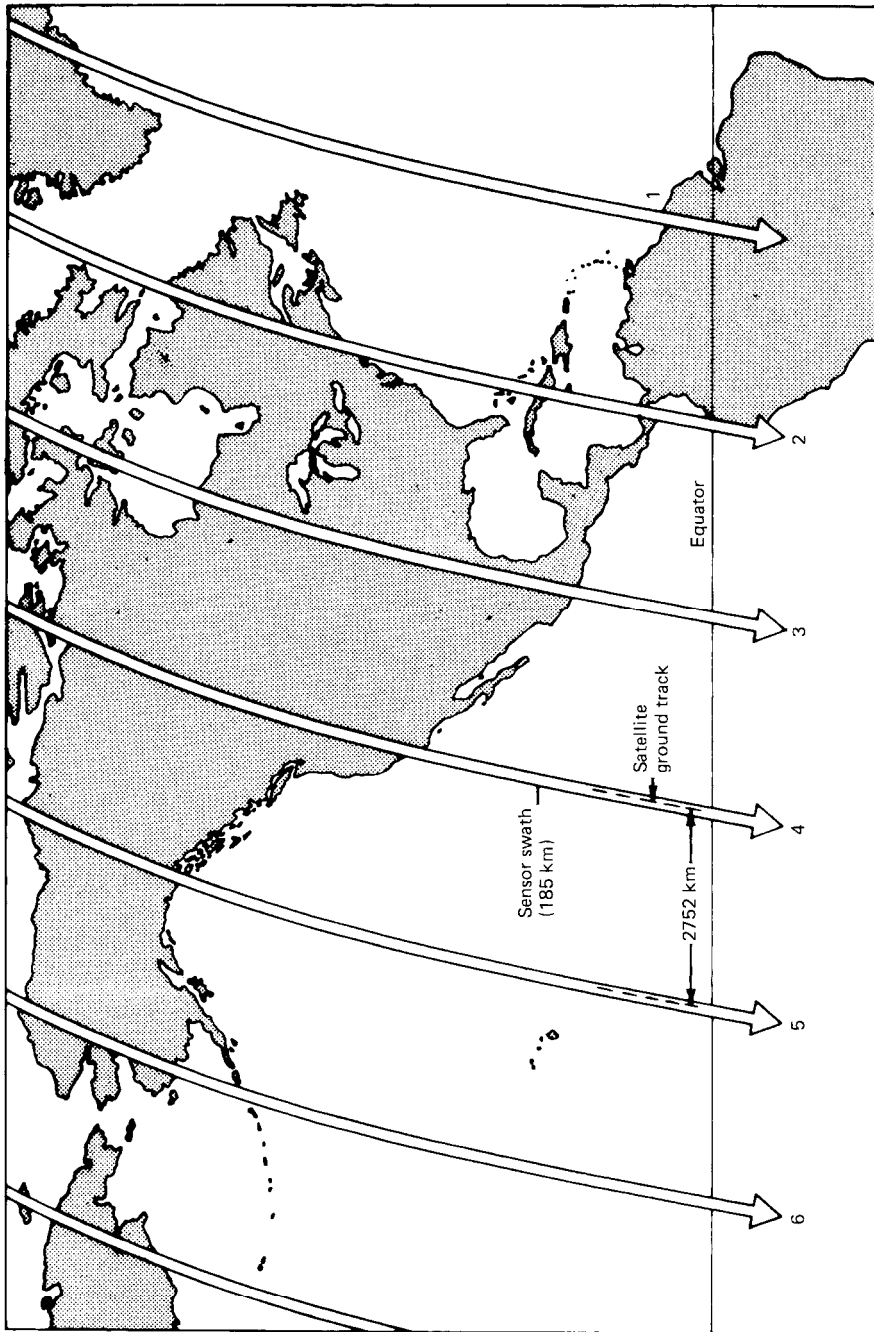 1
2
3
4
5
6
Equator
Satellite
ground track
Sensor swath
(185 km)
2752 km